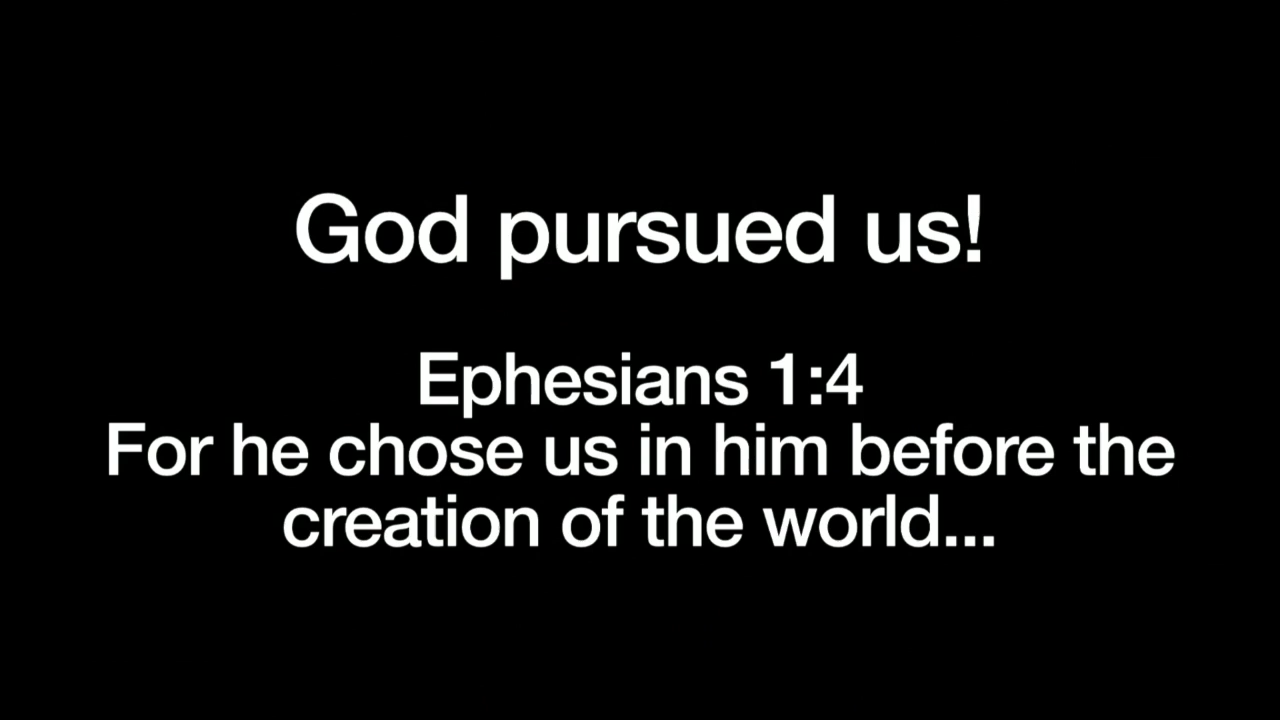 God pursued us!
Ephesians 1:4
For he chose us in him before the
creation of the world...